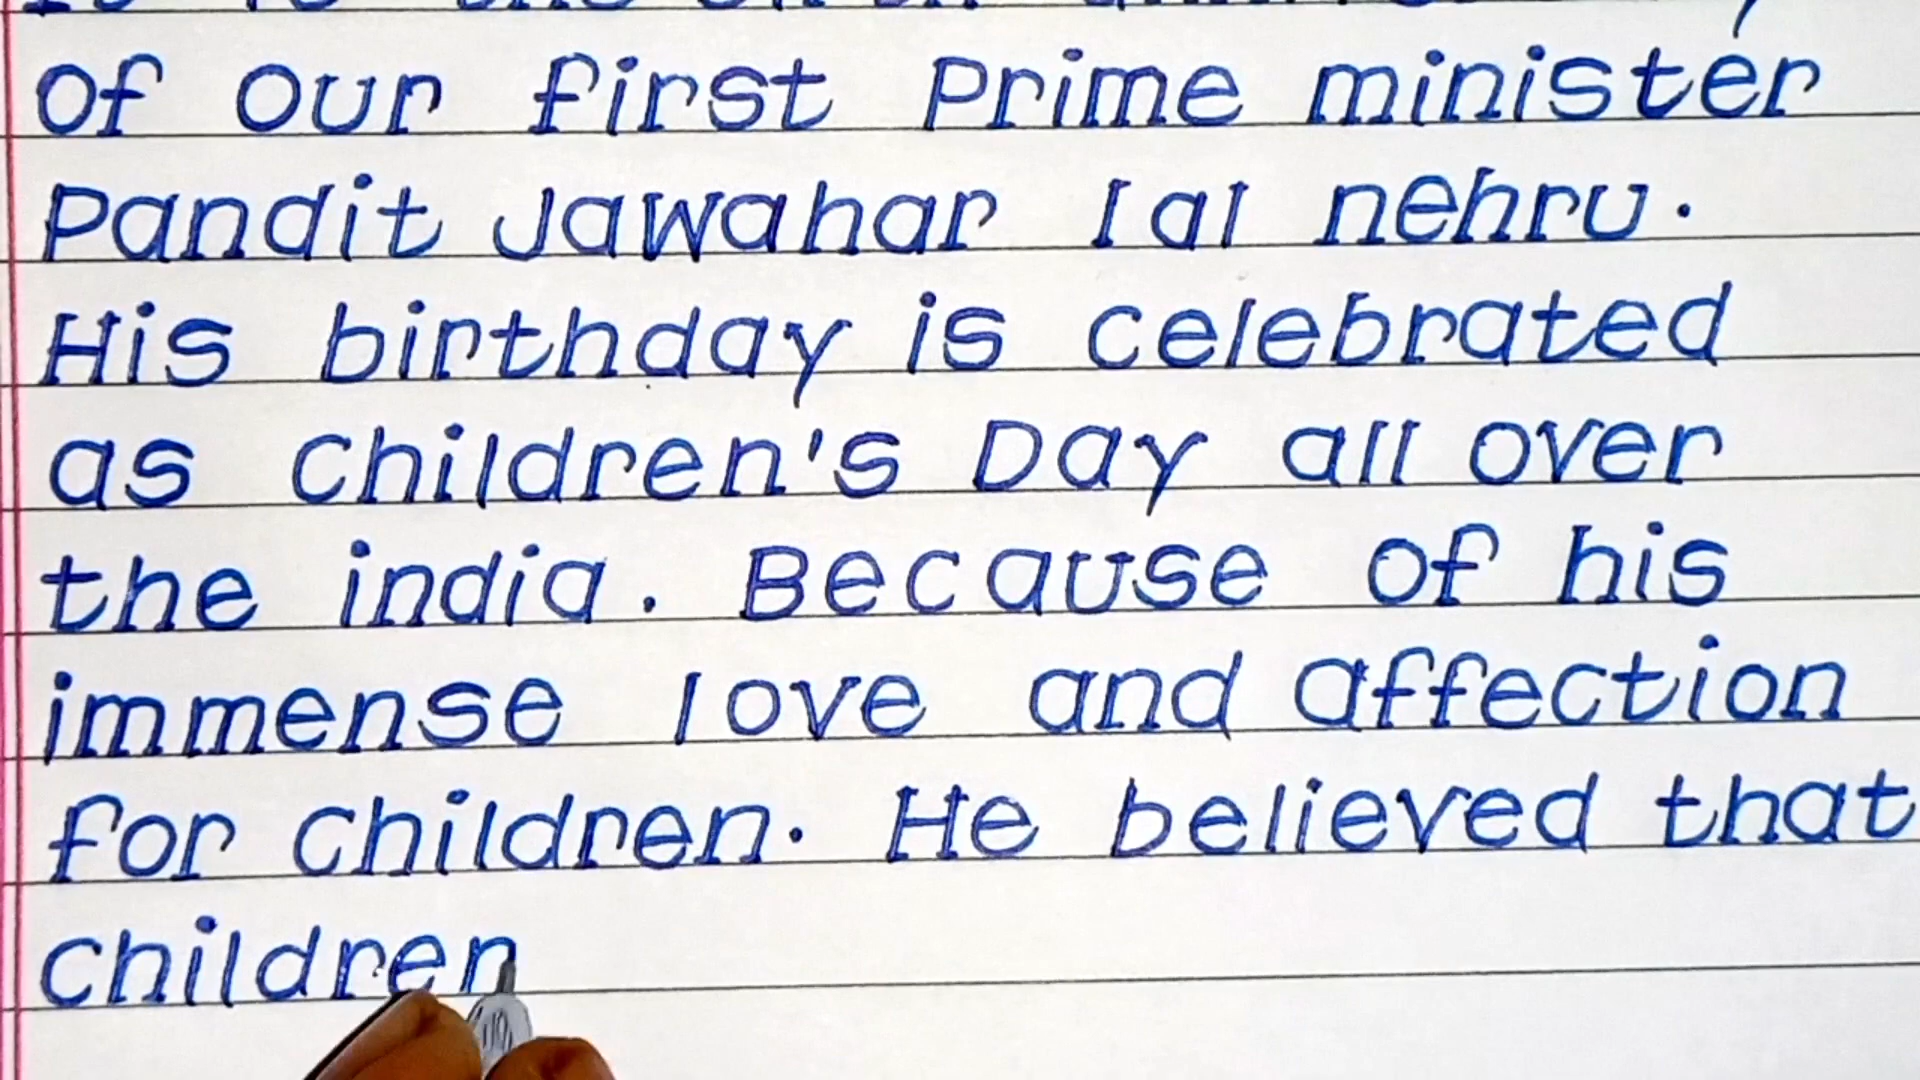 of our first Prime minister
Pandit Jawahar lal nehru.
His birthday is celebrated
as children's Day all over
the india. Because of his
immense love and affection
for children. He believed that
children